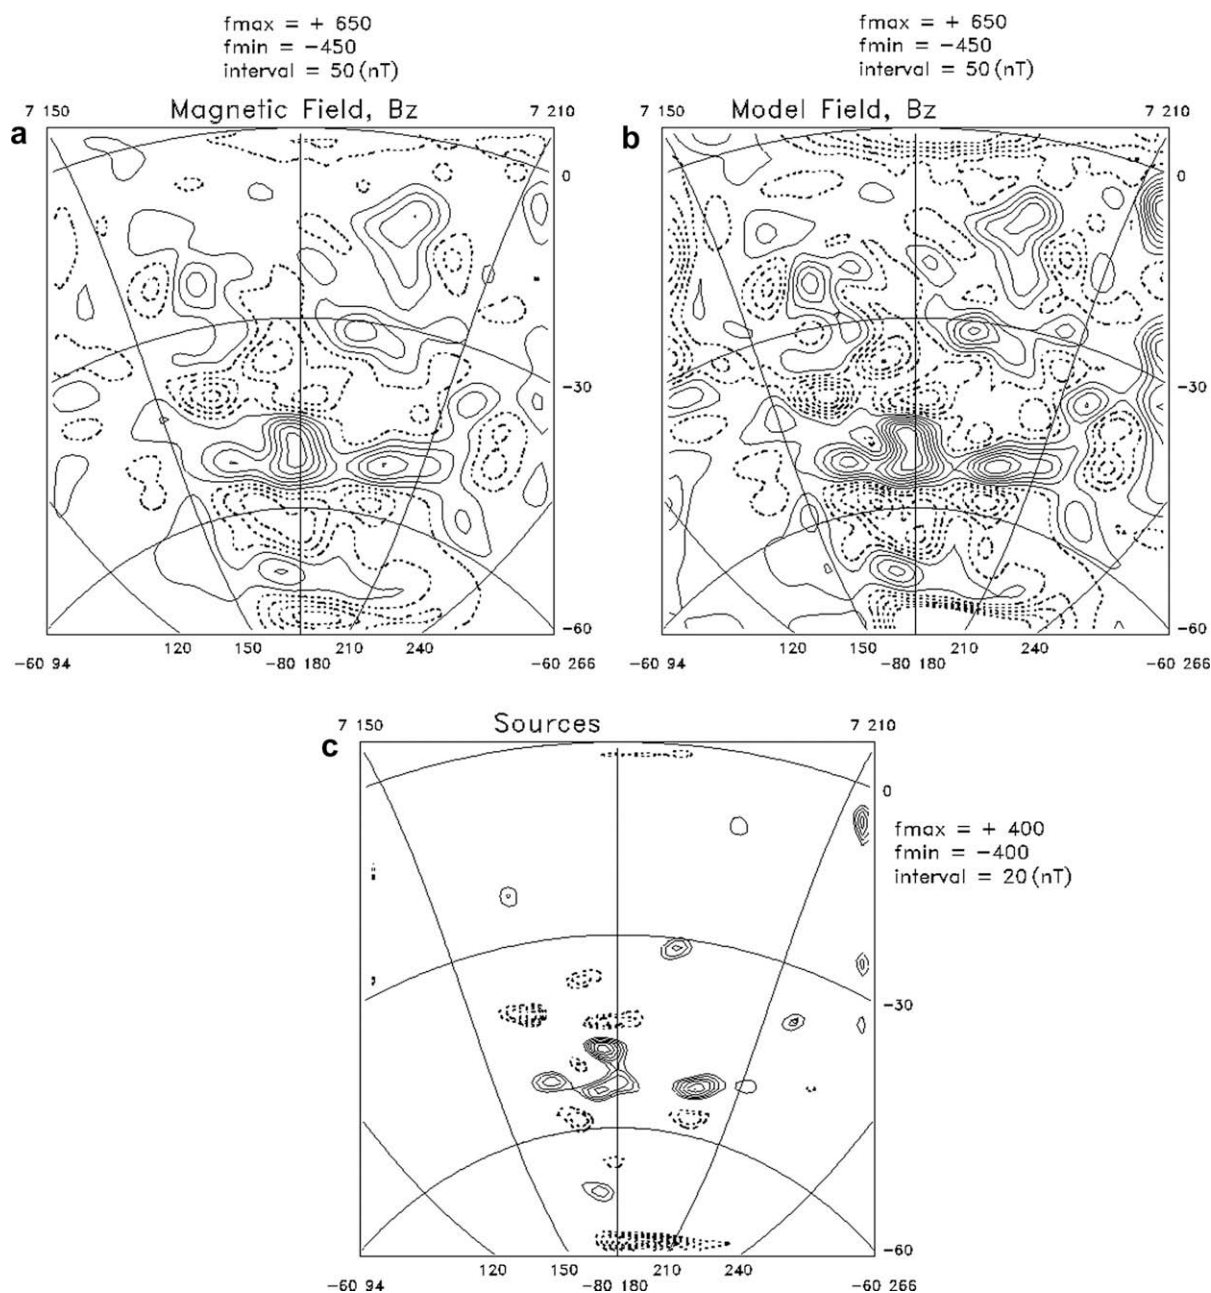 fmax = + 650
fmin = −450
interval = 50 (nT)
fmax = + 650
fmin = −450
interval = 50 (nT)
7 150
Magnetic Field, Bz
7 210
a
0
−30
−60
120
150
−80 180
210
240
−60 94
−60 266
7 150
Model Field, Bz
7 210
b
0
−30
−60
120
150
−80 180
210
240
−60 94
−60 266
7 150
Sources
7 210
c
0
fmax = + 400
fmin = −400
interval = 20 (nT)
−30
−60
120
150
210
240
−60 94
−80 180
−60 266